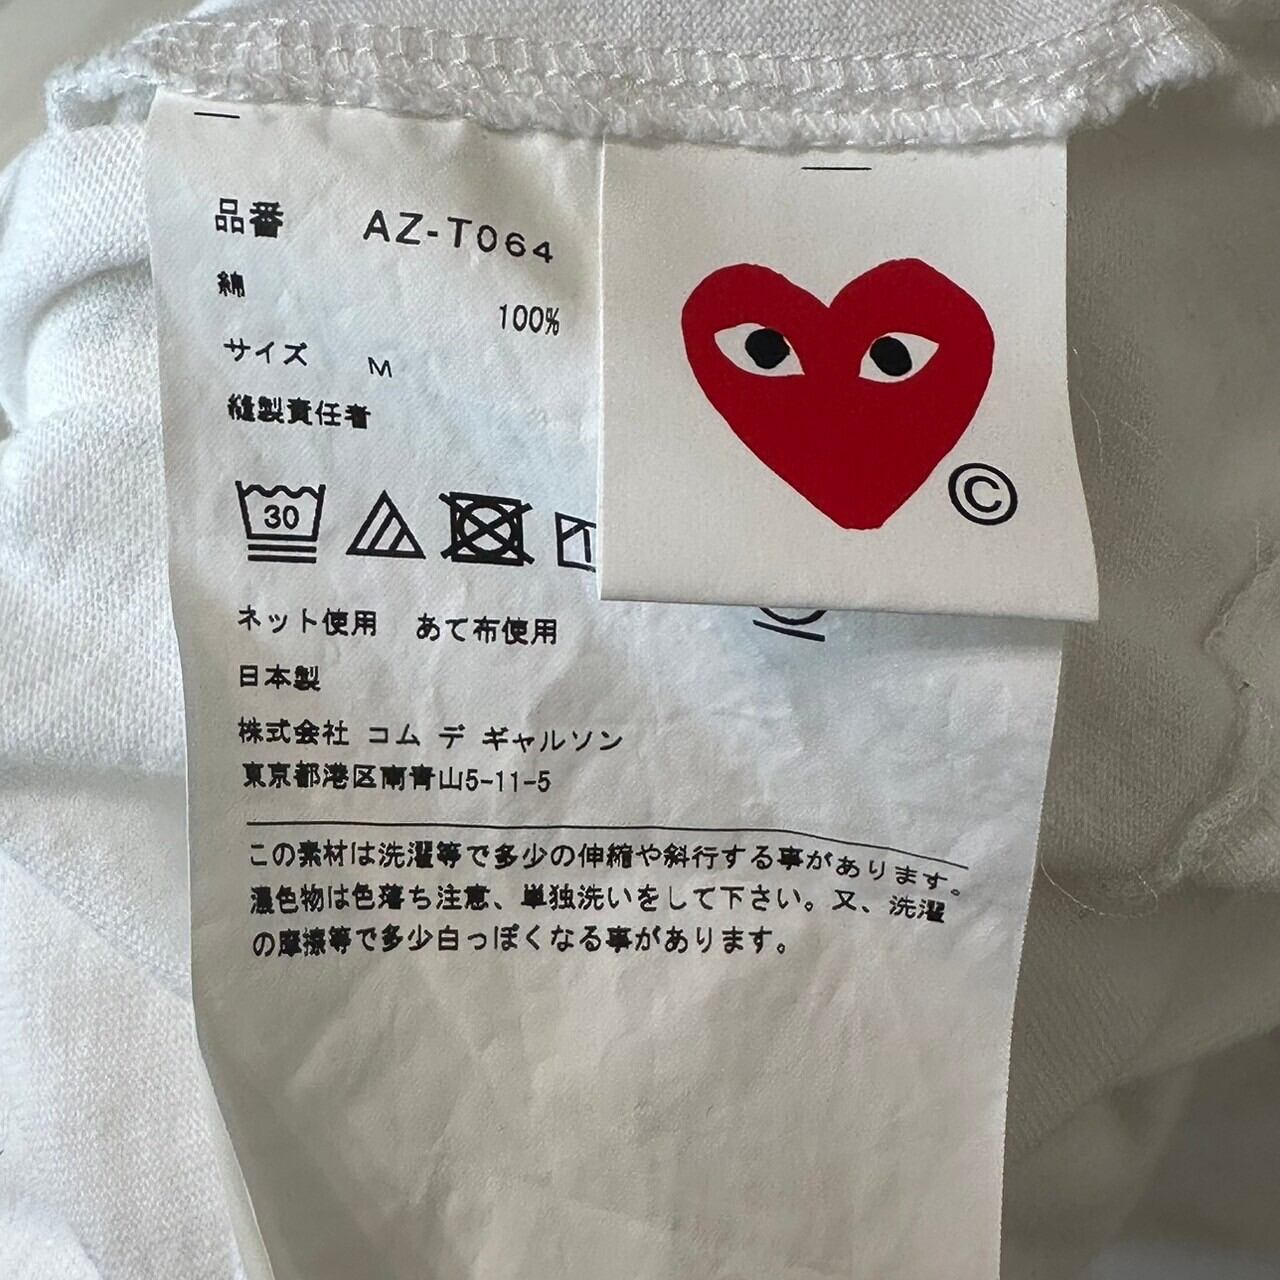 品番 AZ-T064
綿 100%
サイズ M
縫製責任者
30
ネット使用 あて布使用
日本製
株式会社 コム デ ギャルソン
東京都港区南青山5-11-5
この素材は洗濯等で多少の伸縮や斜行する事があります。
濃色物は色落ち注意、単独洗いをして下さい。又、洗濯
の摩擦等で多少白っぽくなる事があります。
©